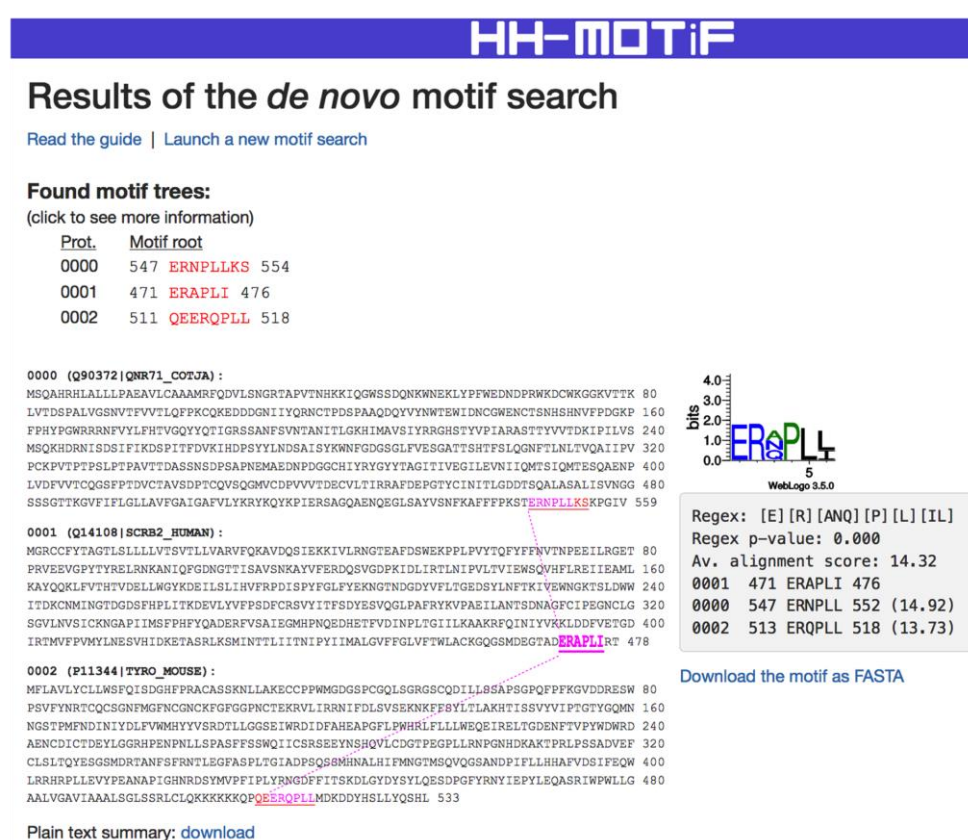 HH-MOTiF
Results of the de novo motif search
Read the guide | Launch a new motif search
Found motif trees:
(click to see more information)
Prot. Motif root
0000 547 ERNPLLKS 554
0001 471 ERAPLI 476
0002 511 QEERQPLL 518
0000 (Q90372|QNR71_COTJA):
MSQAHRHLALLLPAEAVLCAAAMRFQDVLSNGRTAPVTNHKKIQGWSSDQNKWNEKLYPFWEDNDPRWKDCWKGGKVTTK 80
LVTDSPALVGSNVTFVVTLQFPKCQKEDDDGNIIYQRNCTPDSPAAQDQYVYNWTEWIDNCGWENCTSNHSHNVFPDGKP 160
FPHYPGWRRRNFVYLFHTVGQYYQTIGRSSANFSVNTANITLGKHIMAVSIYRRGHSTYVPIARASTTYVVTDKIPILVS 240
MSQKHDRNISDSIFIKDSPITFDVKIHDPSYYLNDSAISYKWNFGDGSGLFVESGATTSHTFSLQGNFTLNLTVQAIIPV 320
PCKPVTPTPSLPTPAVTTDASSNSDPSAPNEMAEDNPDGGCHIYRYGYYTAGITIVEGILEVNIIQMTSIQMTESQAENP 400
LVDFVVTCQGSFPTDVCTAVSDPTCQVSQGMVCDPVVVTDECVLTIRRAFDEPGTYCINITLGDDTSQALASALISVNGG 480
SSSGTTKGVFIFLGLLAVFGAIGAFVLYKRYKQYKPIERSAGQAENQEGLSAYVSNFKAFFFPKSTERNPLLKSKPGIV 559
0001 (Q14108|SCRB2_HUMAN):
MGRCCFYTAGTLSLLLLVTSVTLLVARVFQKAVDQSIEKKIVLRNGTEAFDSWEKPPLPVYTQFYFFNVTNPEEILRGET 80
PRVEEVGPYTYRELRNKANIQFGDNGTTISAVSNKAYVFERDQSVGDPKIDLIRTLNIPVLTVIEWSQVHFLREIIEAML 160
KAYQQKLFVTHTVDELLWGYKDEILSLIHVFRPDISPYFGLFYEKNGTNDGDYVFLTGEDSYLNFTKIVEWNGKTSLDWW 240
ITDKCNMINGTDGDSFHPLITKDEVLYVFPSDFCRSVYITFSDYESVQGLPAFRYKVPAEILANTSDNAGFCIPEGNCLG 320
SGVLNVSICKNGAPIIMSFPHFYQADERFVSAIEGMHPNQEDHETFVDINPLTGIILKAAKRFQINIYVKKLDDFVETGD 400
IRTMVFPVMYLNESVHIDKETASRLKSMINTTLIITNIPYIIMALGVFFGLVFTWLACKGQGSMDEGTADERAPLIRT 478
0002 (P11344|TYRO_MOUSE):
MFLAVLYCLLWSFQISDGHFPRACASSKNLLAKECCPPWMGDGSPCGQLSGRGSCQDILLSSAPSGPQFPFKGVDDRESW 80
PSVFYNRTCQCSGNFMGFNCGNCKFGFGGPNCTEKRVLIRRNIFDLSVSEKNKFFSYLTLAKHTISSVYVIPTGTYGQMN 160
NGSTPMFNDINIYDLFVWMHYYVSRDTLLGGSEIWRDIDFAHEAPGFLPWHRLFLLLWEQEIRELTGDENFTVPYWDWRD 240
AENCDICTDEYLGGRHPENPNLLSPASFFSSWQIICSRSEEYNSHQVLCDGTPEGPLLRNPGNHDKAKTPRLPSSADVEF 320
CLSLTQYESGSMDRTANFSFRNTLEGFASPLTGIADPSQSSMHNALHIFMNGTMSQVQGSANDPIFLLHHAFVDSIFEQW 400
LRRHRPLLEVYPEANAPIGHNRDSYMVPFIPLYRNGDFFITSKDLGYDYSYLQESDPGFYRNYIEPYLEQASRIWPWLLG 480
AALVGAVIAAALSGLSSRLCLQKKKKKKQPQEERQPLLMDKDDYHSLLYQSHL 533
Plain text summary: download
4.0
3.0
2.0
1.0
0.0
bits
ERANQPLLI
5
WebLogo 3.5.0
Regex: [E][R][ANQ][P][L][IL]
Regex p-value: 0.000
Av. alignment score: 14.32
0001 471 ERAPLI 476
0000 547 ERNPLL 552 (14.92)
0002 513 ERQPLL 518 (13.73)
Download the motif as FASTA